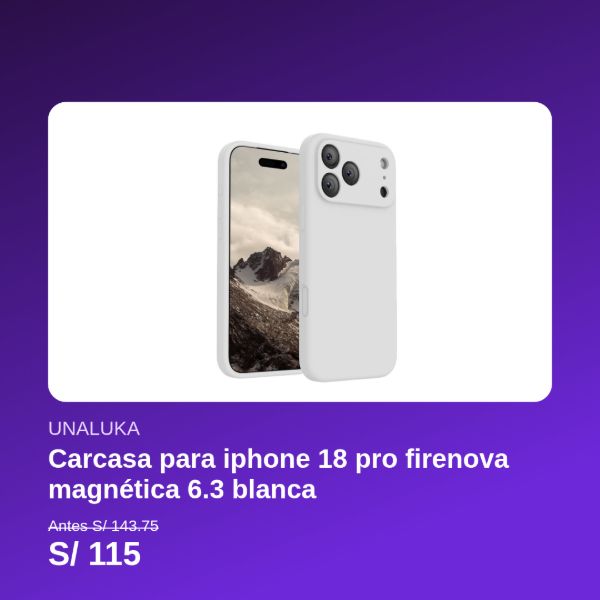 UNALUKA
Carcasa para iphone 18 pro firenova
magnética 6.3 blanca
Antes S/ 143.75
S/ 115